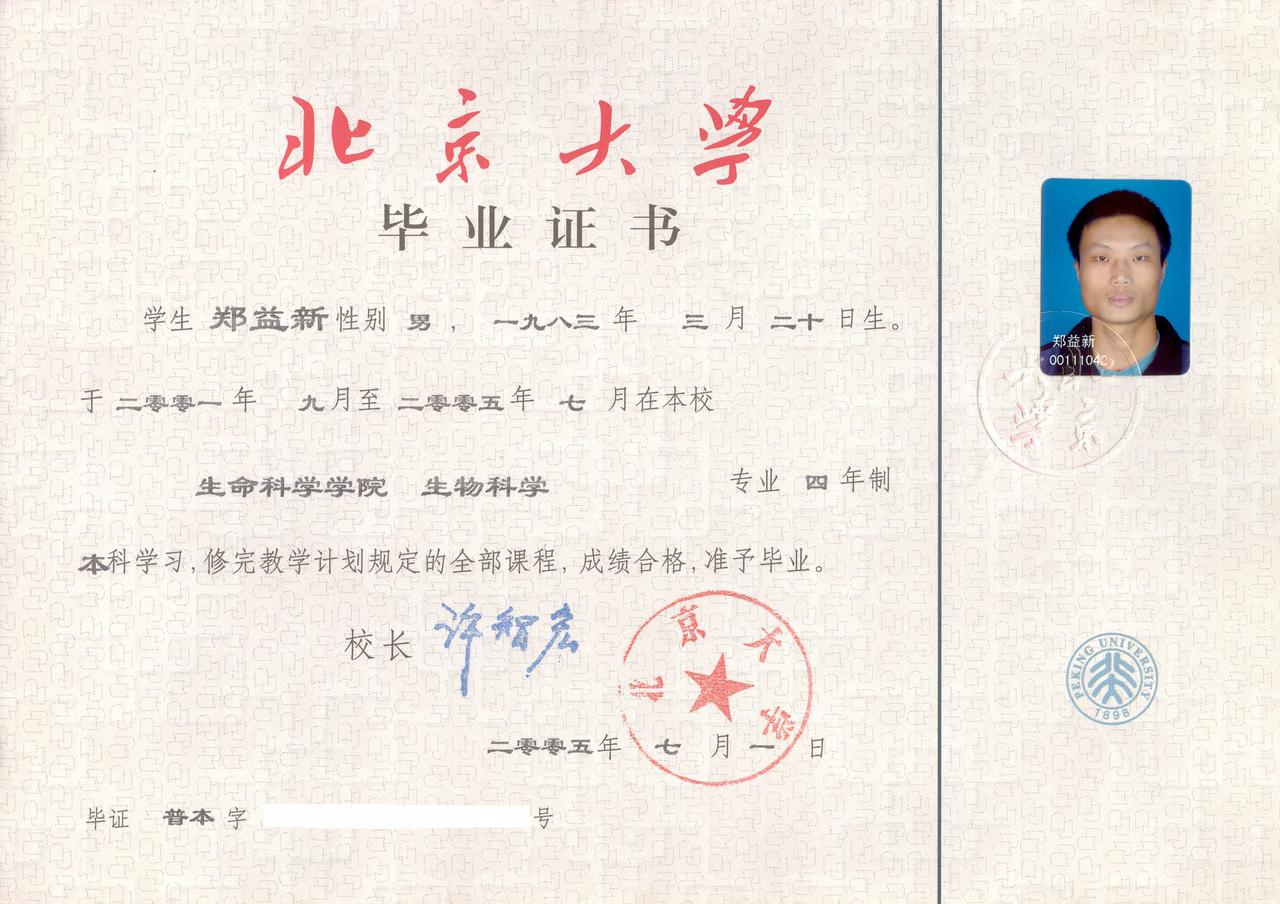 北京大学
毕业证书
学生 郑益新 性别 男 , 一九八三 年 三 月 二十 日生。
于 二零零一 年 九 月至 二零零五 年 七 月在本校
生命科学学院 生物科学 专业 四 年制
本科学习,修完教学计划规定的全部课程,成绩合格,准予毕业。
校长 许智宏
北京大学
二零零五 年 七 月 一 日
毕证 普本 字 号
郑益新
0011104C
北京大学
PEKING UNIVERSITY
1898